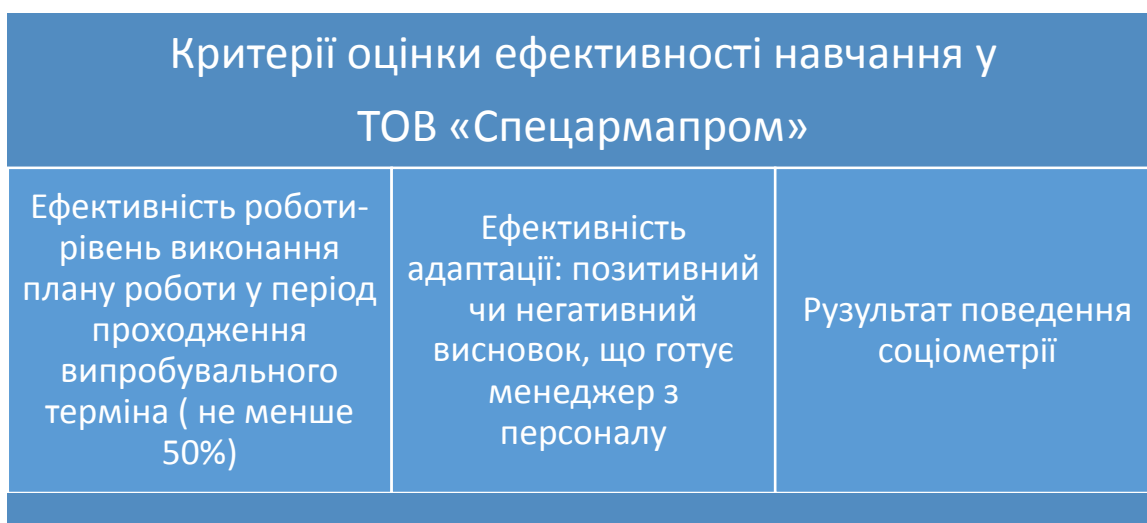 Критерії оцінки ефективності навчання у
ТОВ «Спецармапром»
Ефективність роботи-
рівень виконання
плану роботи у період
проходження
випробувального
терміна ( не менше
50%)
Ефективність
адаптації: позитивний
чи негативний
висновок, що готує
менеджер з
персоналу
Рузультат поведення
соціометрії